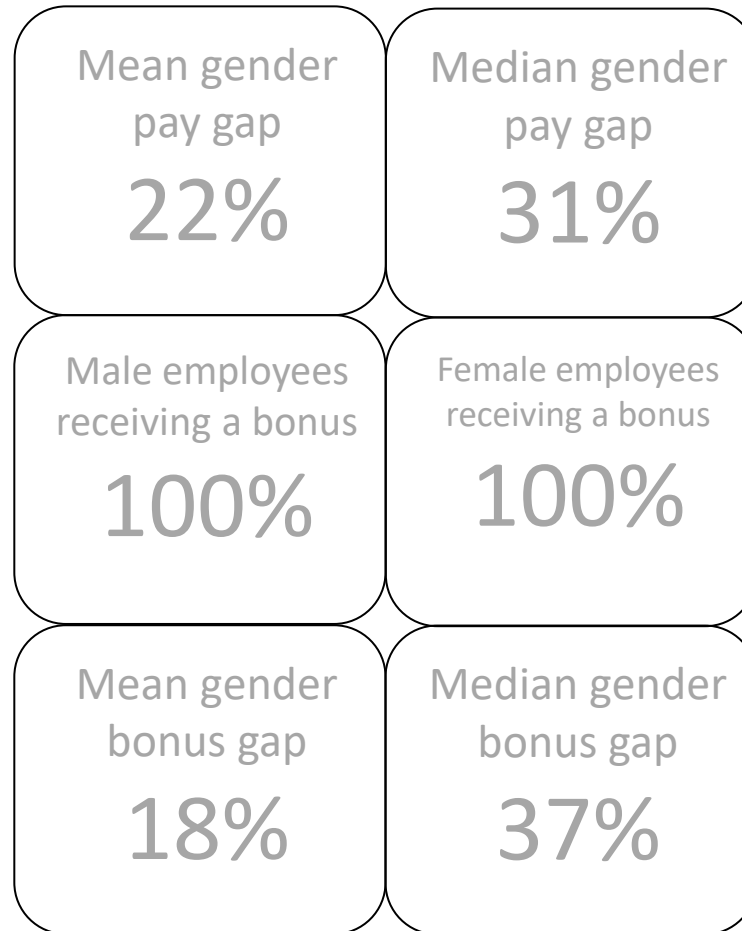 Mean gender
pay gap
22%
Median gender
pay gap
31%
Male employees
receiving a bonus
100%
Female employees
receiving a bonus
100%
Mean gender
bonus gap
18%
Median gender
bonus gap
37%